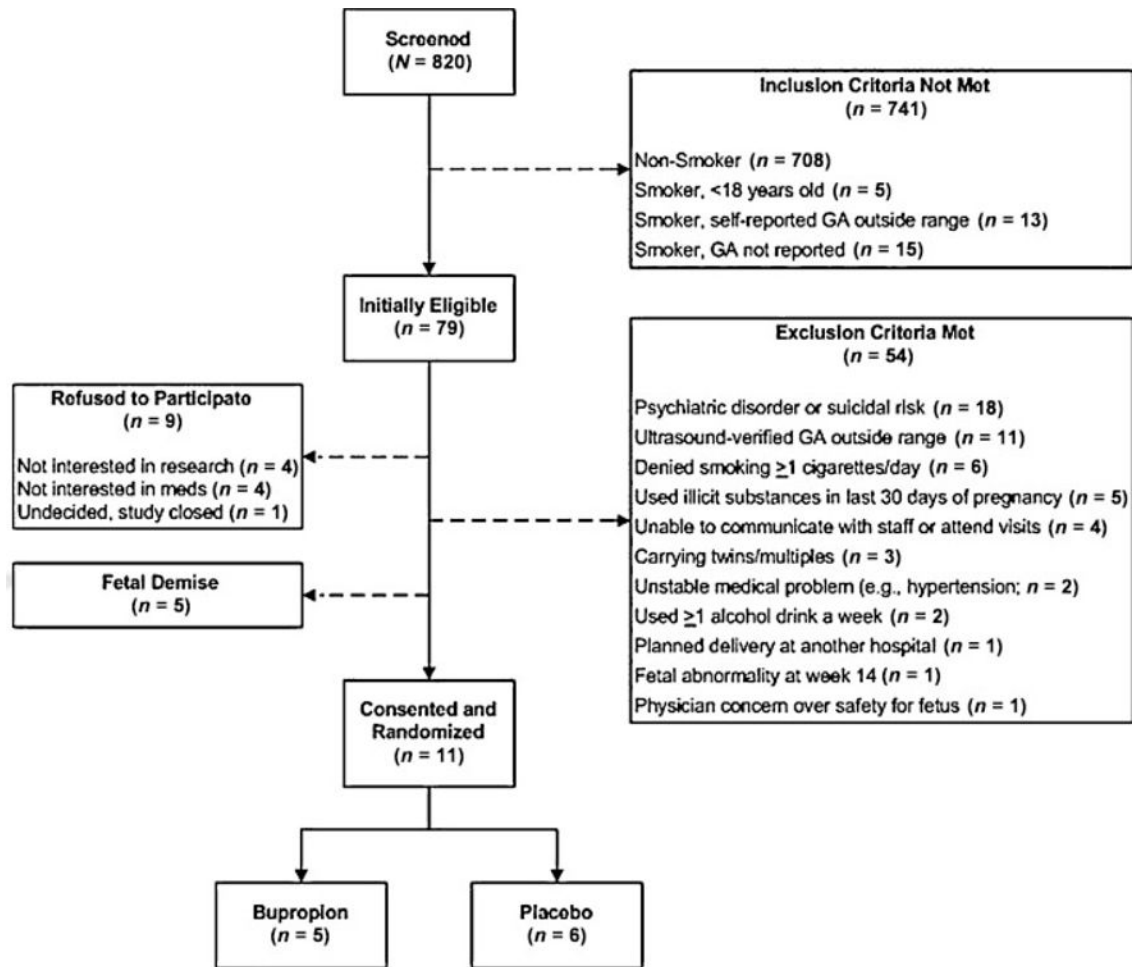 Screened
(N = 820)
Inclusion Criteria Not Met
(n = 741)
Non-Smoker (n = 708)
Smoker, <18 years old (n = 5)
Smoker, self-reported GA outside range (n = 13)
Smoker, GA not reported (n = 15)
Initially Eligible
(n = 79)
Exclusion Criteria Met
(n = 54)
Psychiatric disorder or suicidal risk (n = 18)
Ultrasound-verified GA outside range (n = 11)
Denied smoking ≥1 cigarettes/day (n = 6)
Used illicit substances in last 30 days of pregnancy (n = 5)
Unable to communicate with staff or attend visits (n = 4)
Carrying twins/multiples (n = 3)
Unstable medical problem (e.g., hypertension; n = 2)
Used ≥1 alcohol drink a week (n = 2)
Planned delivery at another hospital (n = 1)
Fetal abnormality at week 14 (n = 1)
Physician concern over safety for fetus (n = 1)
Refused to Participate
(n = 9)
Not interested in research (n = 4)
Not interested in meds (n = 4)
Undecided, study closed (n = 1)
Fetal Demise
(n = 5)
Consented and
Randomized
(n = 11)
Bupropion
(n = 5)
Placebo
(n = 6)